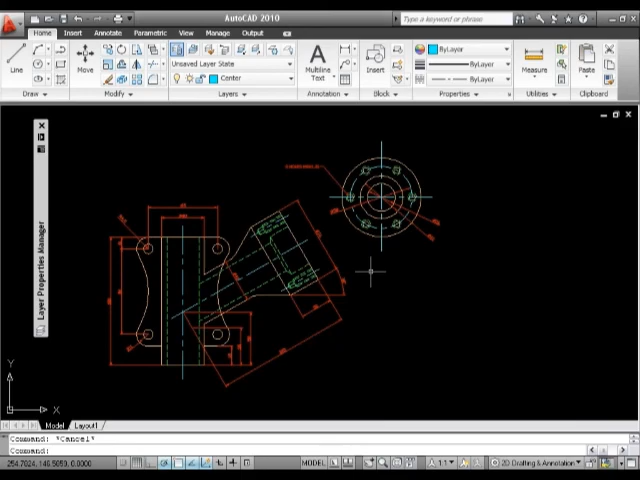 AutoCAD 2010
Type a keyword or phrase
Home Insert Annotate Parametric View Manage Output
Line
Move
Unsaved Layer State
Center
Multiline
Text
Insert
ByLayer
ByLayer
ByLayer
Measure
Paste
Draw Modify Layers Annotation Block Properties Utilities Clipboard
Layer Properties Manager
Y
X
Model Layout1
Command: *Cancel*
Command:
254.7024, 146.5059, 0.0000
MODEL
1:1
2D Drafting & Annotation